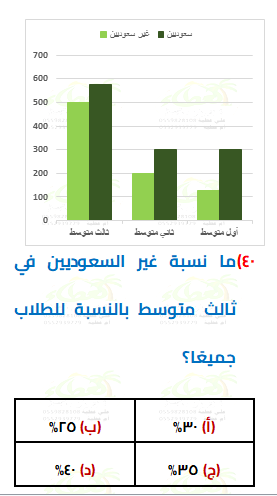 غير سعوديين سعوديين
700
600
500
400
300
200
100
0
ثالث متوسط ثاني متوسط أول متوسط
٤٠)ما نسبة غير السعوديين في
ثالث متوسط بالنسبة للطلاب
جميعًا؟
(أ) ٣٠% (ب) ٢٥%
(ج) ٣٥% (د) ٤٠%